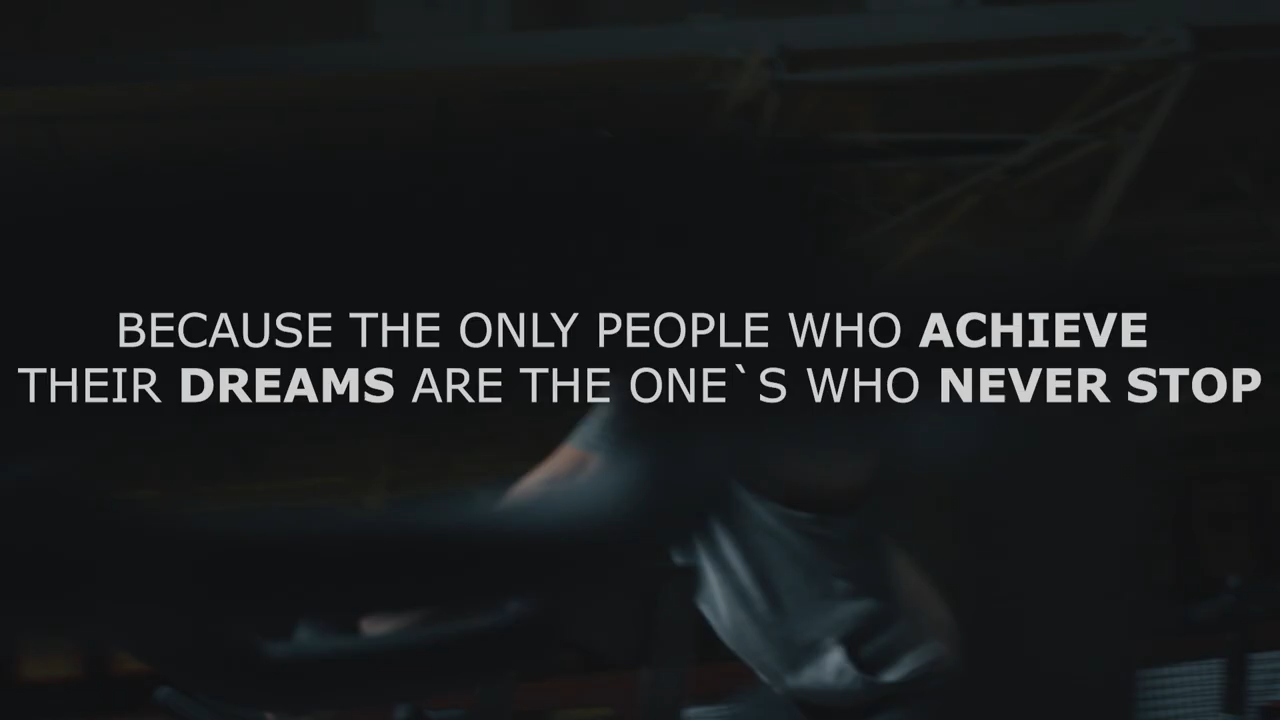 BECAUSE THE ONLY PEOPLE WHO ACHIEVE
THEIR DREAMS ARE THE ONE`S WHO NEVER STOP